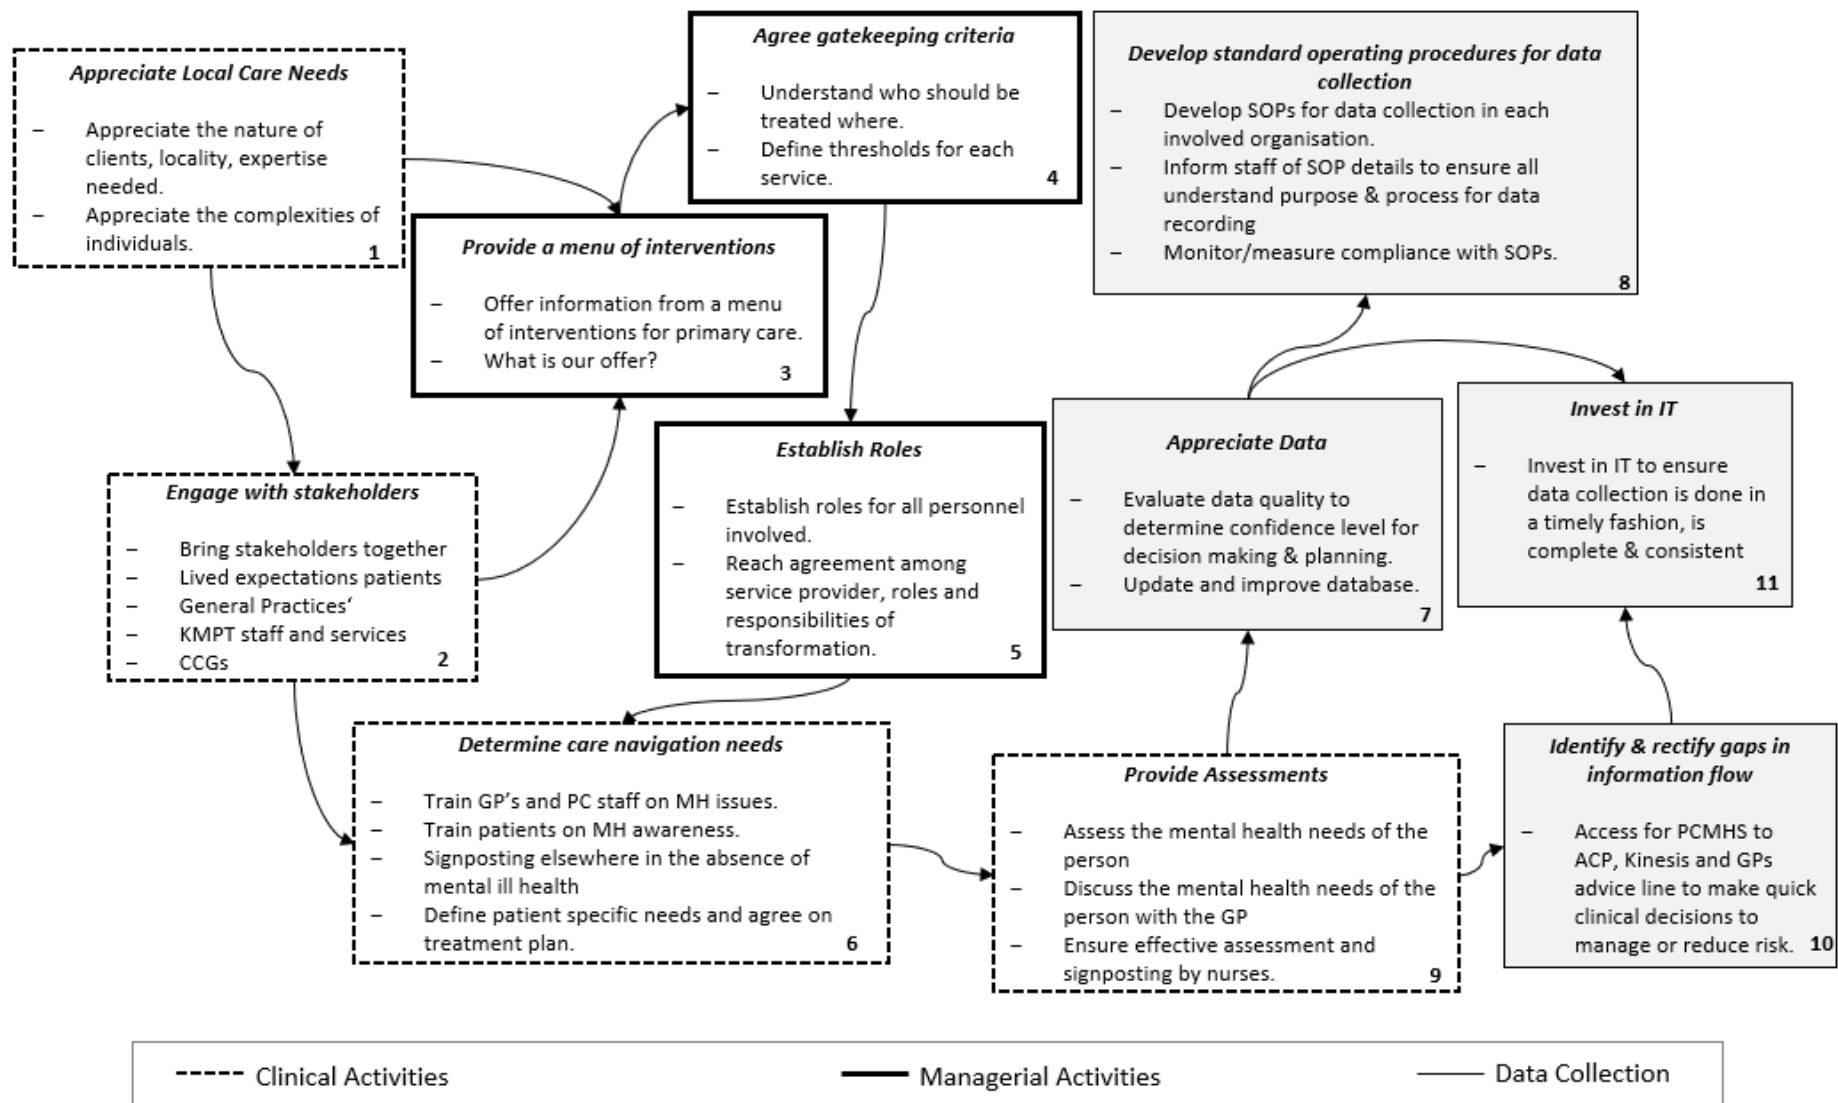 Appreciate Local Care Needs
– Appreciate the nature of
clients, locality, expertise
needed.
– Appreciate the complexities of
individuals.
1
Engage with stakeholders
– Bring stakeholders together
– Lived expectations patients
– General Practices‘
– KMPT staff and services
– CCGs
2
Provide a menu of interventions
– Offer information from a menu
of interventions for primary care.
– What is our offer?
3
Agree gatekeeping criteria
– Understand who should be
treated where.
– Define thresholds for each
service.
4
Establish Roles
– Establish roles for all personnel
involved.
– Reach agreement among
service provider, roles and
responsibilities of
transformation.
5
Determine care navigation needs
– Train GP’s and PC staff on MH issues.
– Train patients on MH awareness.
– Signposting elsewhere in the absence of
mental ill health
– Define patient specific needs and agree on
treatment plan.
6
Appreciate Data
– Evaluate data quality to
determine confidence level for
decision making & planning.
– Update and improve database.
7
Develop standard operating procedures for data
collection
– Develop SOPs for data collection in each
involved organisation.
– Inform staff of SOP details to ensure all
understand purpose & process for data
recording
– Monitor/measure compliance with SOPs.
8
Provide Assessments
– Assess the mental health needs of the
person
– Discuss the mental health needs of the
person with the GP
– Ensure effective assessment and
signposting by nurses.
9
Identify & rectify gaps in
information flow
– Access for PCMHS to
ACP, Kinesis and GPs
advice line to make quick
clinical decisions to
manage or reduce risk.
10
Invest in IT
– Invest in IT to ensure
data collection is done in
a timely fashion, is
complete & consistent
11
Clinical Activities
Managerial Activities
Data Collection